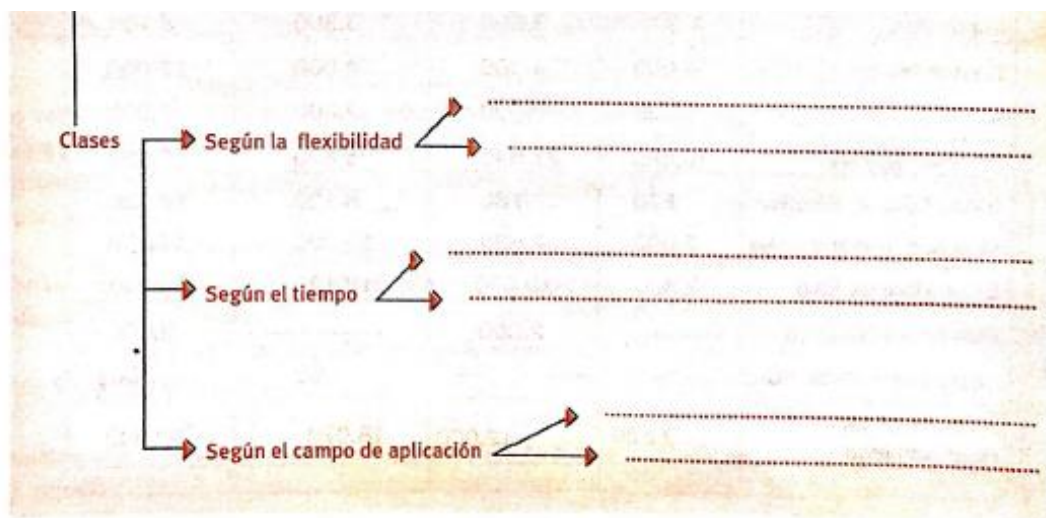 Clases
Según la flexibilidad
Según el tiempo
Según el campo de aplicación